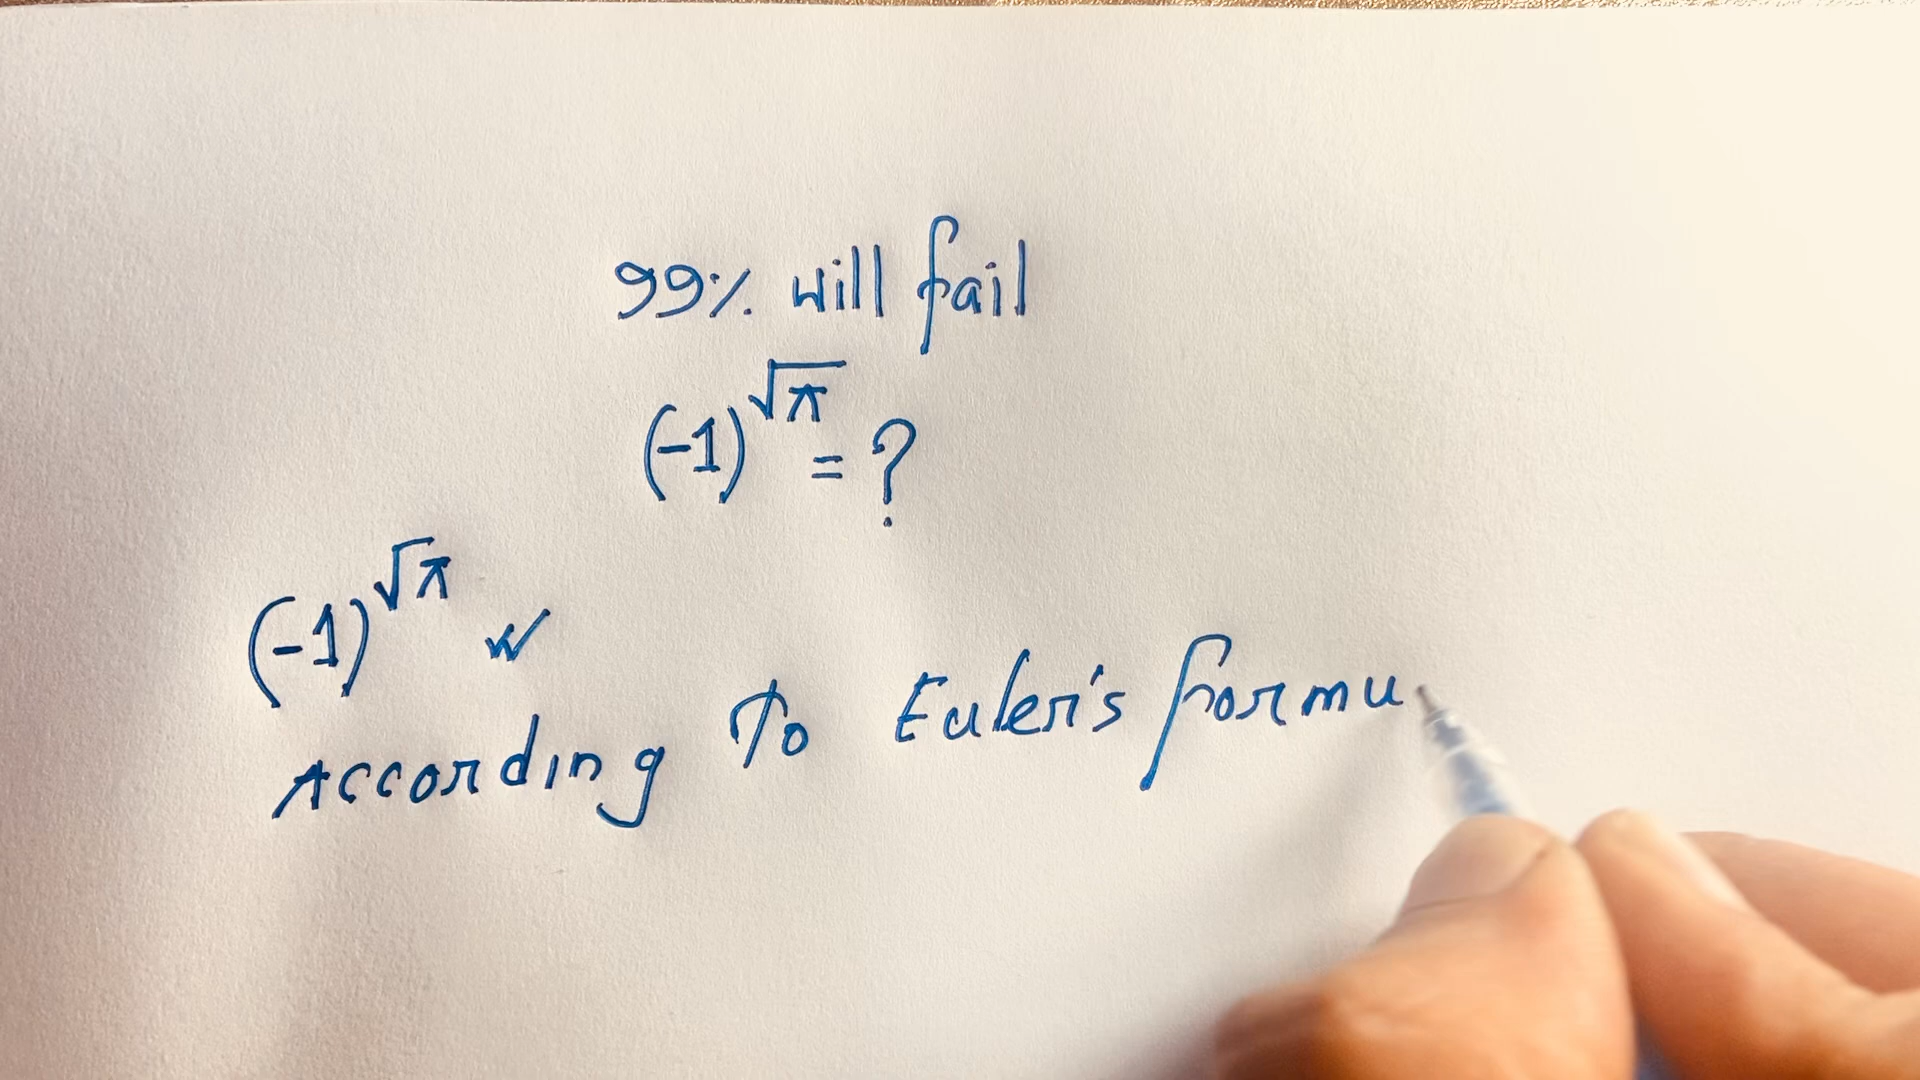 99% will fail
(-1)^√π = ?
(-1)^√π
According To Euler's formu